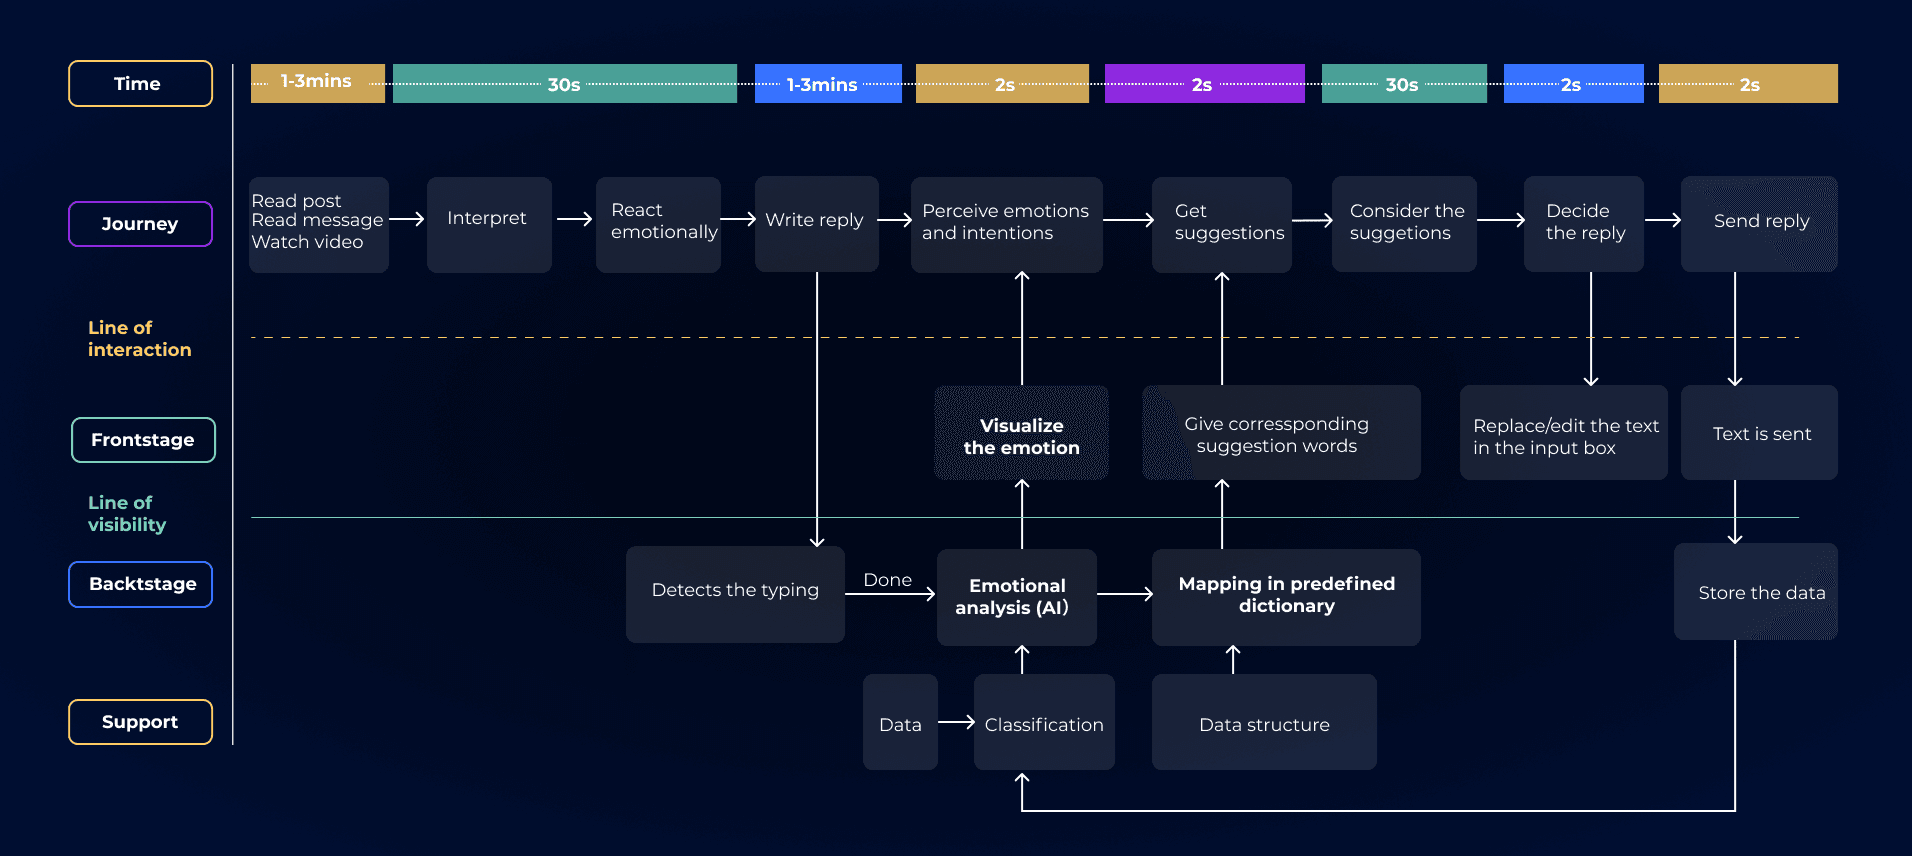 Time
1-3mins
30s
1-3mins
2s
2s
30s
2s
2s
Journey
Read post
Read message
Watch video
Interpret
React
emotionally
Write reply
Perceive emotions
and intentions
Get
suggestions
Consider the
suggetions
Decide
the reply
Send reply
Line of
interaction
Frontstage
Visualize
the emotion
Give corressponding
suggestion words
Replace/edit the text
in the input box
Text is sent
Line of
visibility
Backtstage
Detects the typing
Done
Emotional
analysis (AI）
Mapping in predefined
dictionary
Store the data
Support
Data
Classification
Data structure